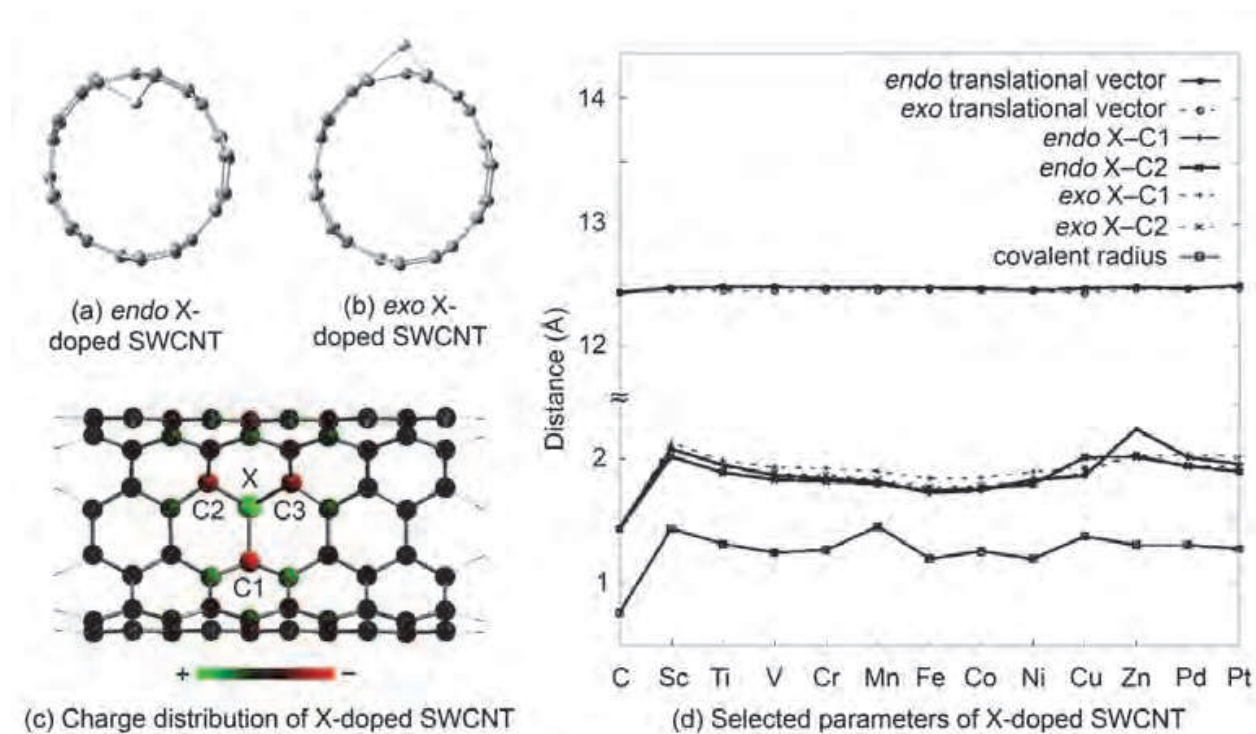 (a) endo X-
doped SWCNT
(b) exo X-
doped SWCNT
X
C2
C3
C1
+
−
(c) Charge distribution of X-doped SWCNT
endo translational vector
exo translational vector
endo X–C1
endo X–C2
exo X–C1
exo X–C2
covalent radius
Distance (Å)
14
13
12
2
1
C Sc Ti V Cr Mn Fe Co Ni Cu Zn Pd Pt
(d) Selected parameters of X-doped SWCNT